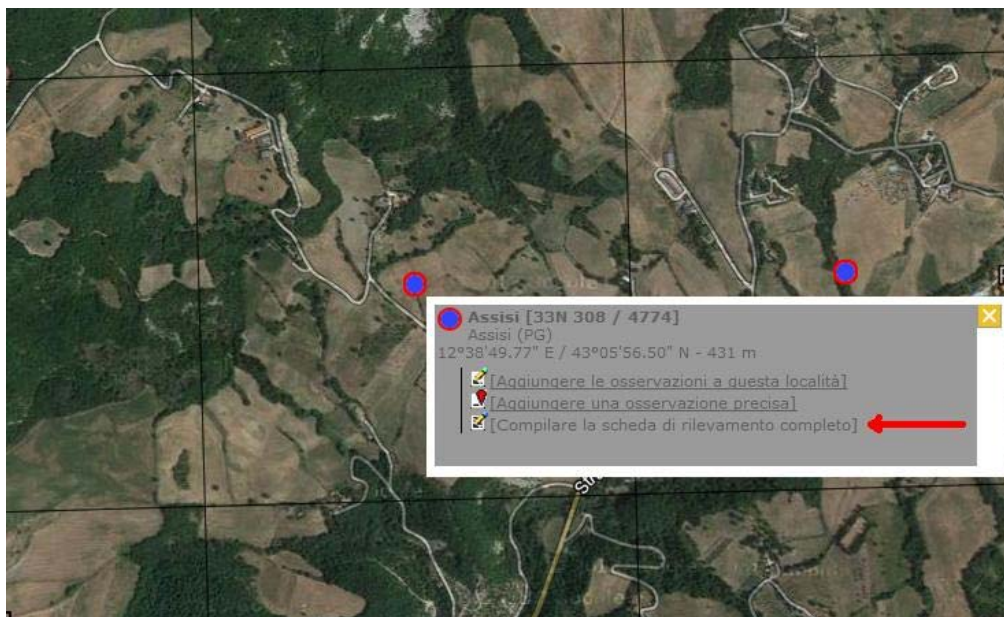 Assisi [33N 308 / 4774]
Assisi (PG)
12°38'49.77" E / 43°05'56.50" N - 431 m
[Aggiungere le osservazioni a questa località]
[Aggiungere una osservazione precisa]
[Compilare la scheda di rilevamento completo]